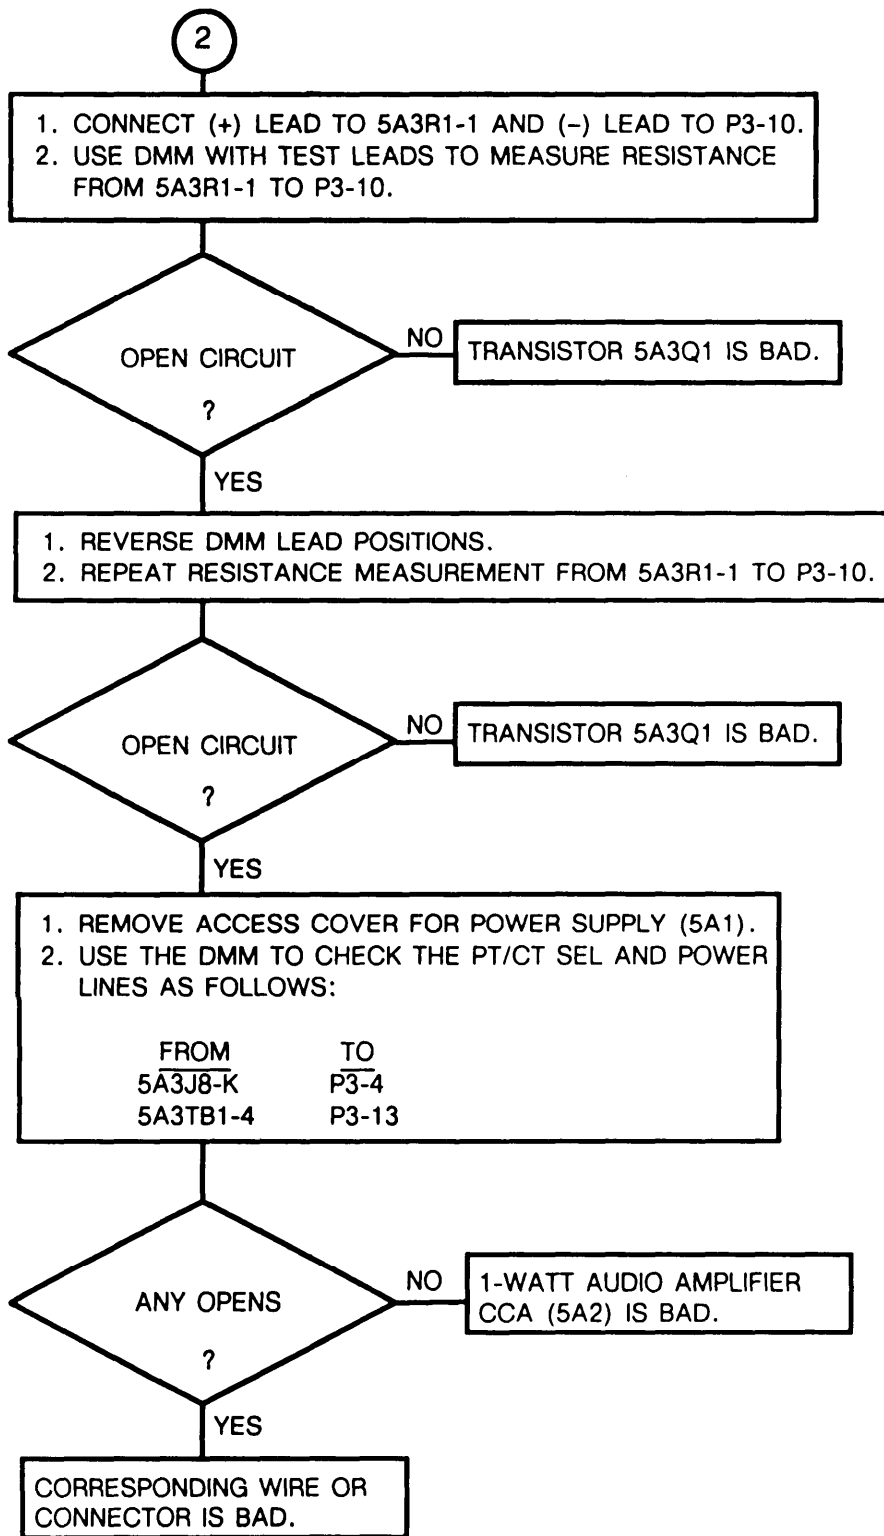 2
1. CONNECT (+) LEAD TO 5A3R1-1 AND (-) LEAD TO P3-10.
2. USE DMM WITH TEST LEADS TO MEASURE RESISTANCE
FROM 5A3R1-1 TO P3-10.
OPEN CIRCUIT
?
NO
TRANSISTOR 5A3Q1 IS BAD.
YES
1. REVERSE DMM LEAD POSITIONS.
2. REPEAT RESISTANCE MEASUREMENT FROM 5A3R1-1 TO P3-10.
OPEN CIRCUIT
?
NO
TRANSISTOR 5A3Q1 IS BAD.
YES
1. REMOVE ACCESS COVER FOR POWER SUPPLY (5A1).
2. USE THE DMM TO CHECK THE PT/CT SEL AND POWER
LINES AS FOLLOWS:
FROM TO
5A3J8-K P3-4
5A3TB1-4 P3-13
ANY OPENS
?
NO
1-WATT AUDIO AMPLIFIER
CCA (5A2) IS BAD.
YES
CORRESPONDING WIRE OR
CONNECTOR IS BAD.